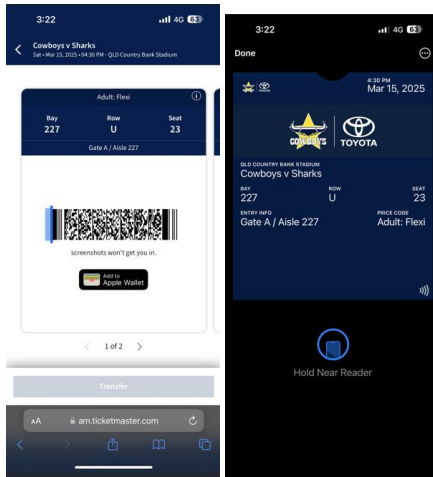 3:22
4G 63
Cowboys v Sharks
Sat • Mar 15, 2025 • 04:30 PM - QLD Country Bank Stadium
Adult: Flexi
Bay Row Seat
227 U 23
Gate A / Aisle 227
screenshots won't get you in.
Add to
Apple Wallet
1 of 2
Transfer
AA
am.ticketmaster.com
3:22
4G 63
Done
4:30 PM
Mar 15, 2025
COWBOYS
TOYOTA
QLD COUNTRY BANK STADIUM
Cowboys v Sharks
BAY ROW SEAT
227 U 23
ENTRY INFO PRICE CODE
Gate A / Aisle 227 Adult: Flexi
Hold Near Reader